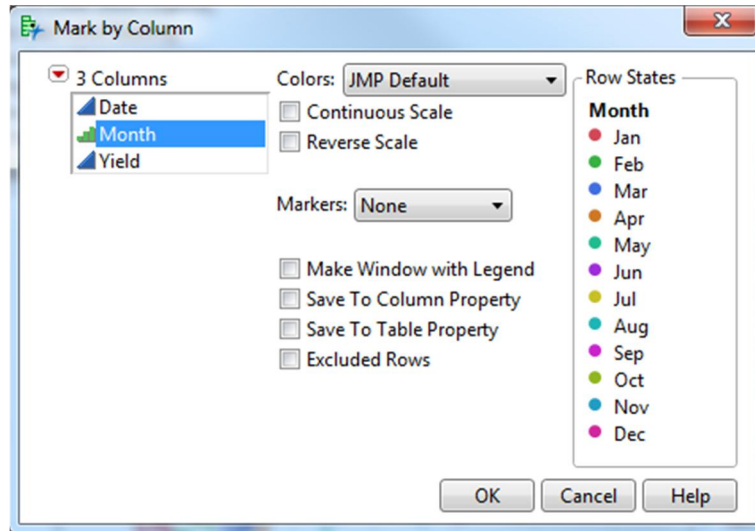 Mark by Column
3 Columns
Date
Month
Yield
Colors: JMP Default
Continuous Scale
Reverse Scale
Markers: None
Make Window with Legend
Save To Column Property
Save To Table Property
Excluded Rows
Row States
Month
Jan
Feb
Mar
Apr
May
Jun
Jul
Aug
Sep
Oct
Nov
Dec
OK
Cancel
Help